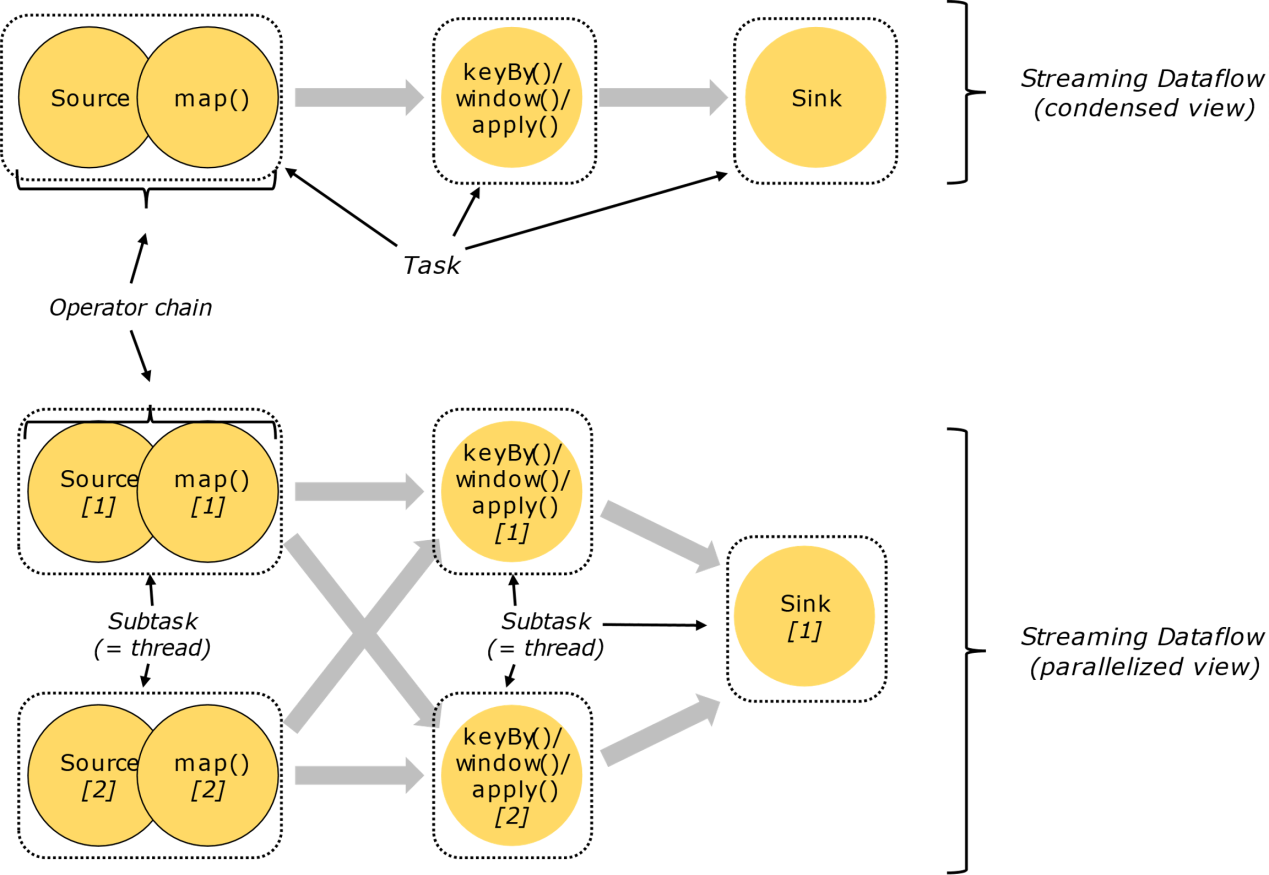 Source
map()
keyBy()/
window()/
apply()
Sink
Streaming Dataflow
(condensed view)
Task
Operator chain
Source
[1]
map()
[1]
keyBy()/
window()/
apply()
[1]
Subtask
(= thread)
Subtask
(= thread)
Sink
[1]
Streaming Dataflow
(parallelized view)
Source
[2]
map()
[2]
keyBy()/
window()/
apply()
[2]